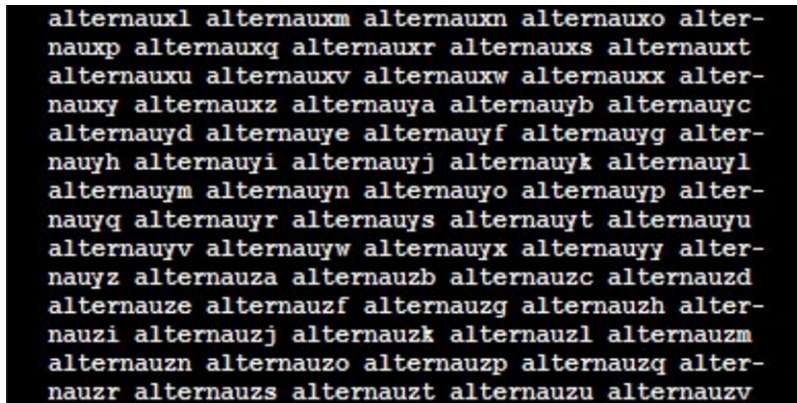 alternauxl alternauxm alternauxn alternauxo alter-
nauxp alternauxq alternauxr alternauxs alternauxt
alternauxu alternauxv alternauxw alternauxx alter-
nauxy alternauxz alternauya alternauyb alternauyc
alternauyd alternauye alternauyf alternauyg alter-
nauyh alternauyi alternauyj alternauyk alternauyl
alternauym alternauyn alternauyo alternauyp alter-
nauyq alternauyr alternauys alternauyt alternauyu
alternauyv alternauyw alternauyx alternauyy alter-
nauyz alternauza alternauzb alternauzc alternauzd
alternauze alternauzf alternauzg alternauzh alter-
nauzi alternauzj alternauzk alternauzl alternauzm
alternauzn alternauzo alternauzp alternauzq alter-
nauzr alternauzs alternauzt alternauzu alternauzv